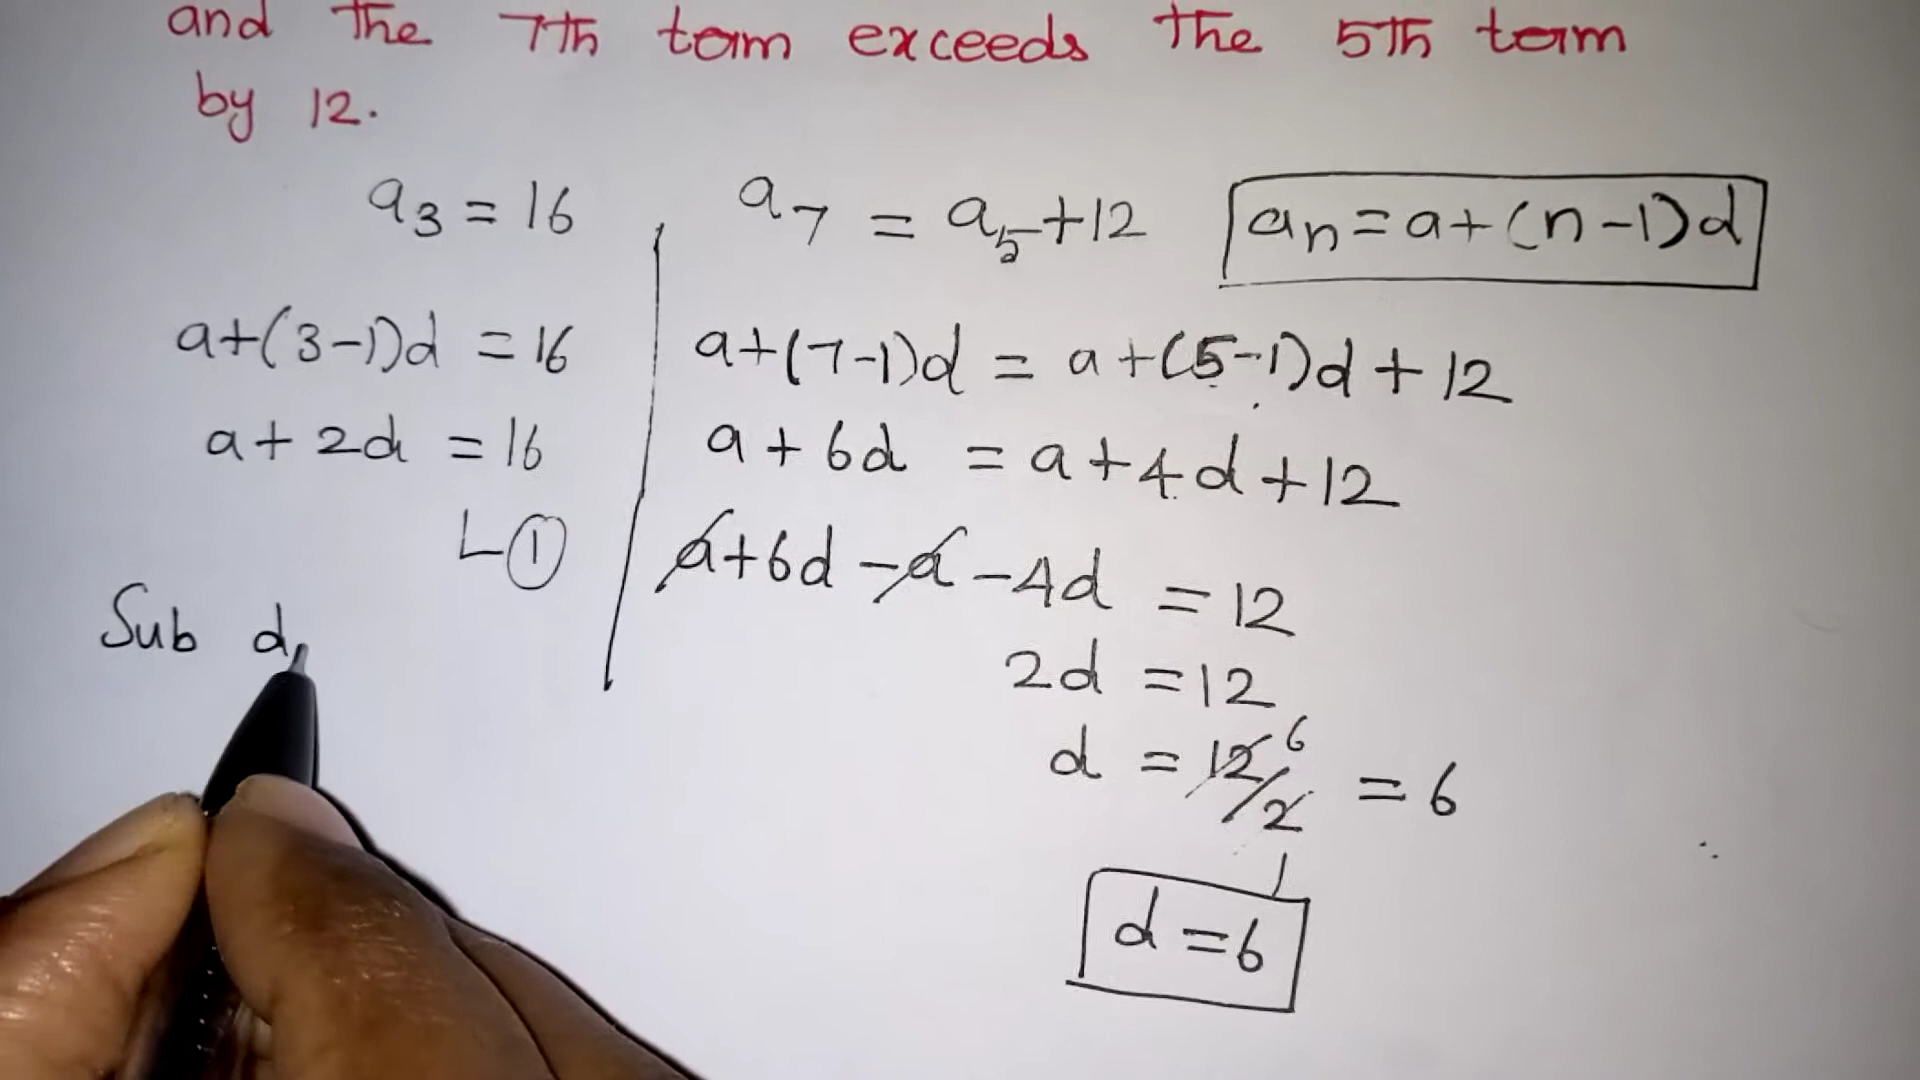 and the 7th term exceeds the 5th term
by 12.
a₃ = 16
a+(3-1)d = 16
a+2d = 16
①
Sub d
a₇ = a₅+12
a+(7-1)d = a+(5-1)d+12
a+6d = a+4d+12
a+6d-a-4d = 12
2d = 12
d = 12/2 6 = 6
1
d = 6
aₙ = a+(n-1)d